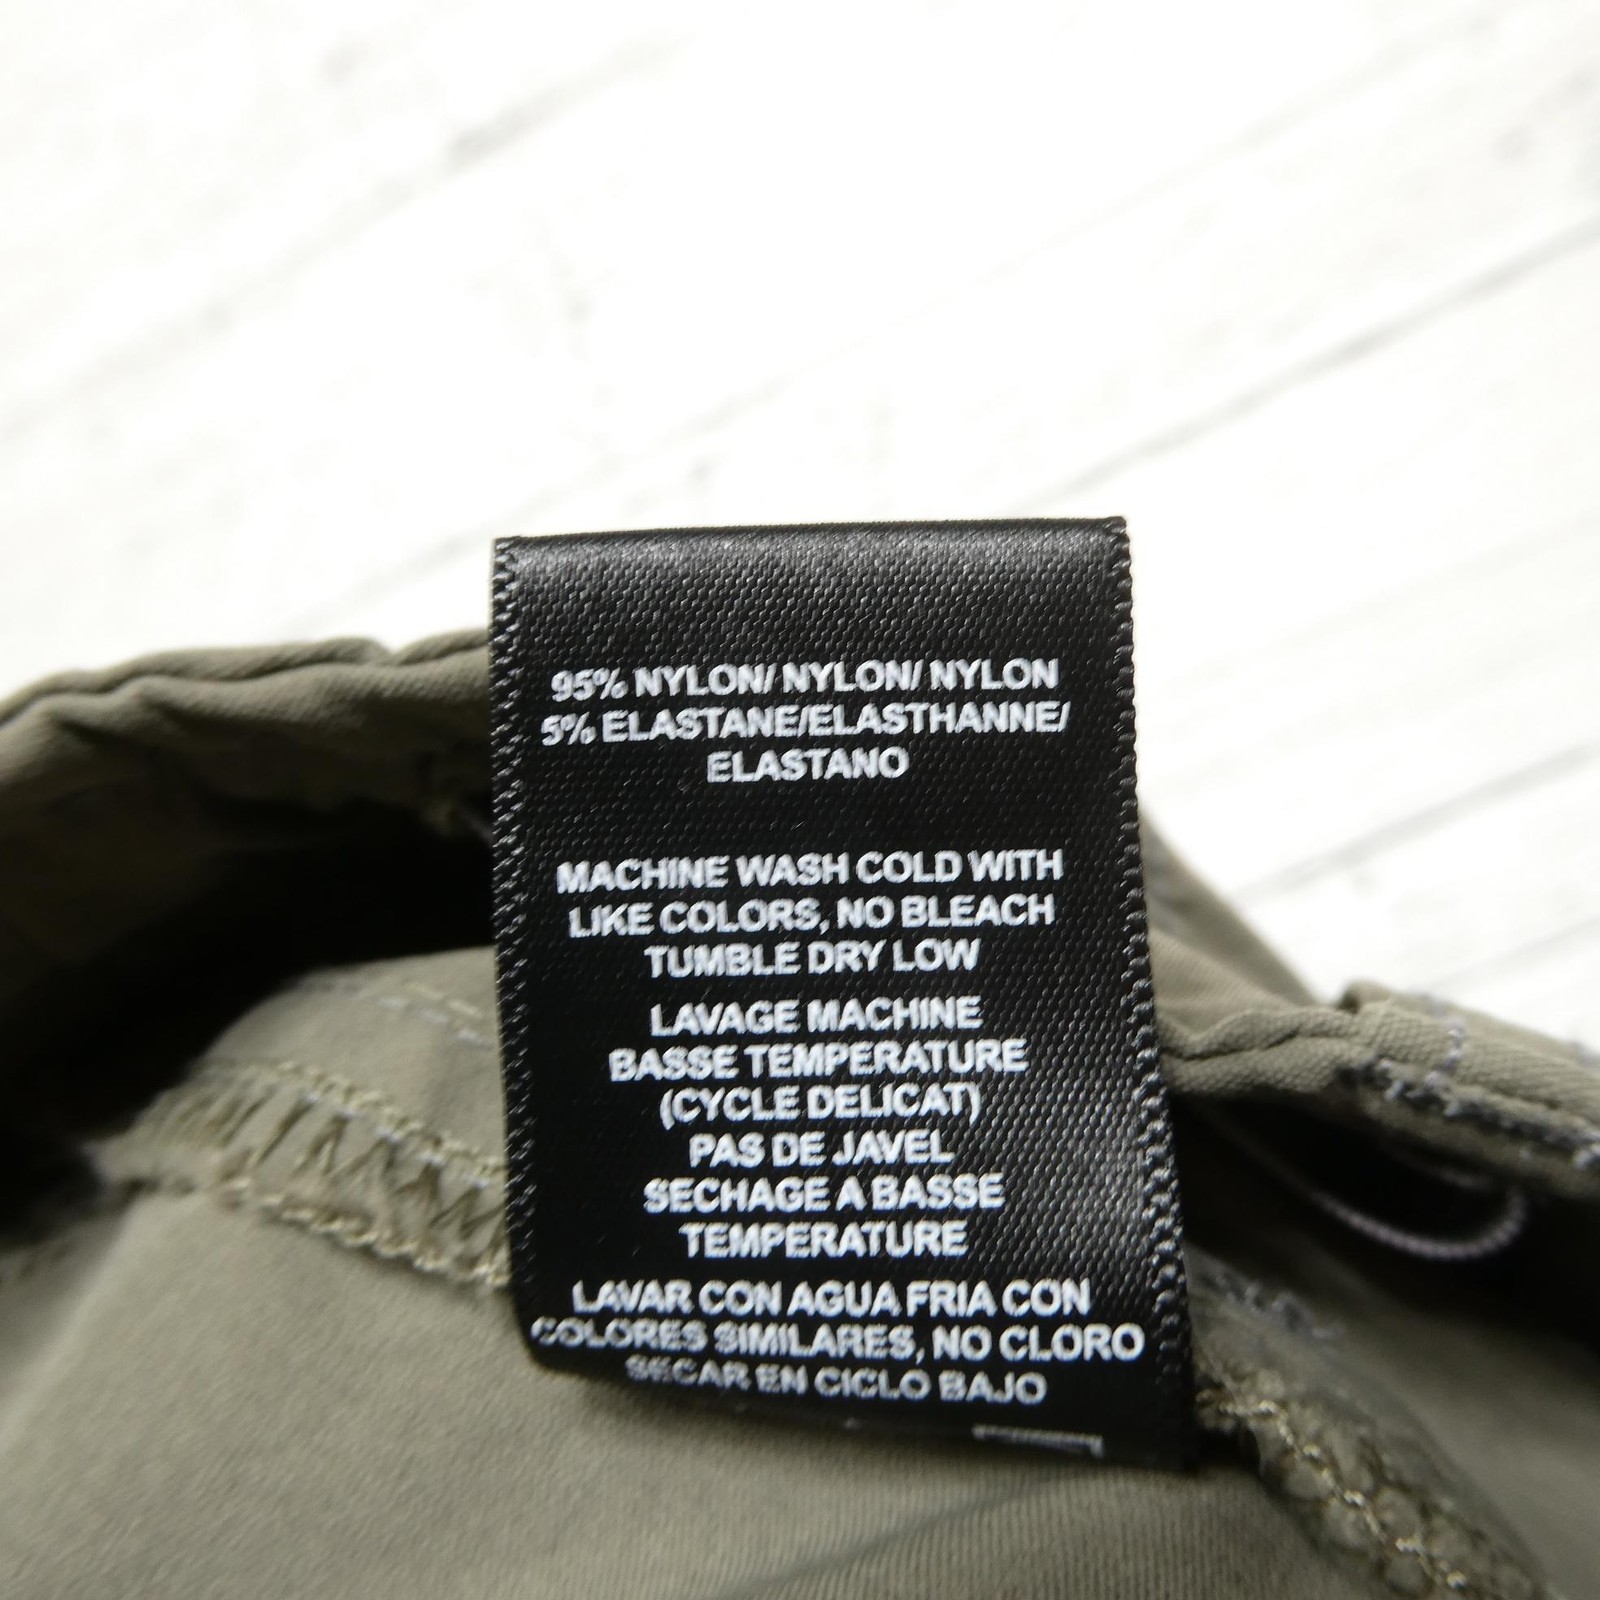 95% NYLON/ NYLON/ NYLON
5% ELASTANE/ELASTHANNE/
ELASTANO
MACHINE WASH COLD WITH
LIKE COLORS, NO BLEACH
TUMBLE DRY LOW
LAVAGE MACHINE
BASSE TEMPERATURE
(CYCLE DELICAT)
PAS DE JAVEL
SECHAGE A BASSE
TEMPERATURE
LAVAR CON AGUA FRIA CON
COLORES SIMILARES, NO CLORO
SECAR EN CICLO BAJO